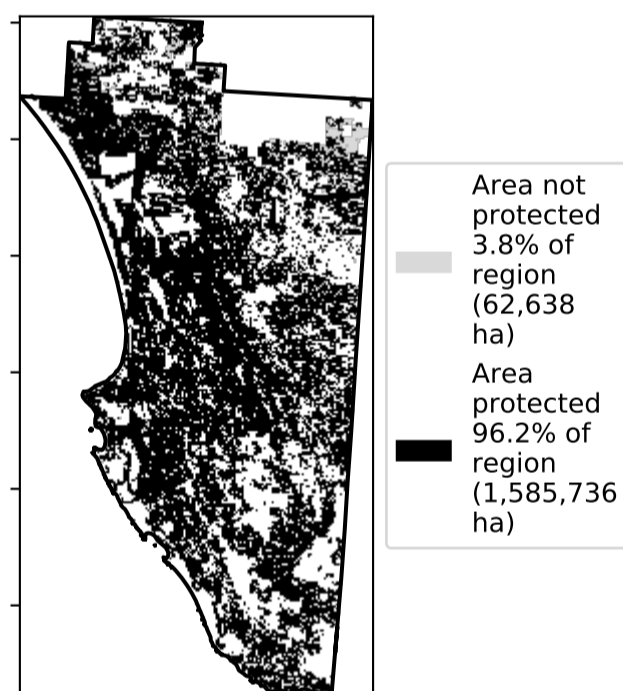 Area not
protected
3.8% of
region
(62,638
ha)
Area
protected
96.2% of
region
(1,585,736
ha)